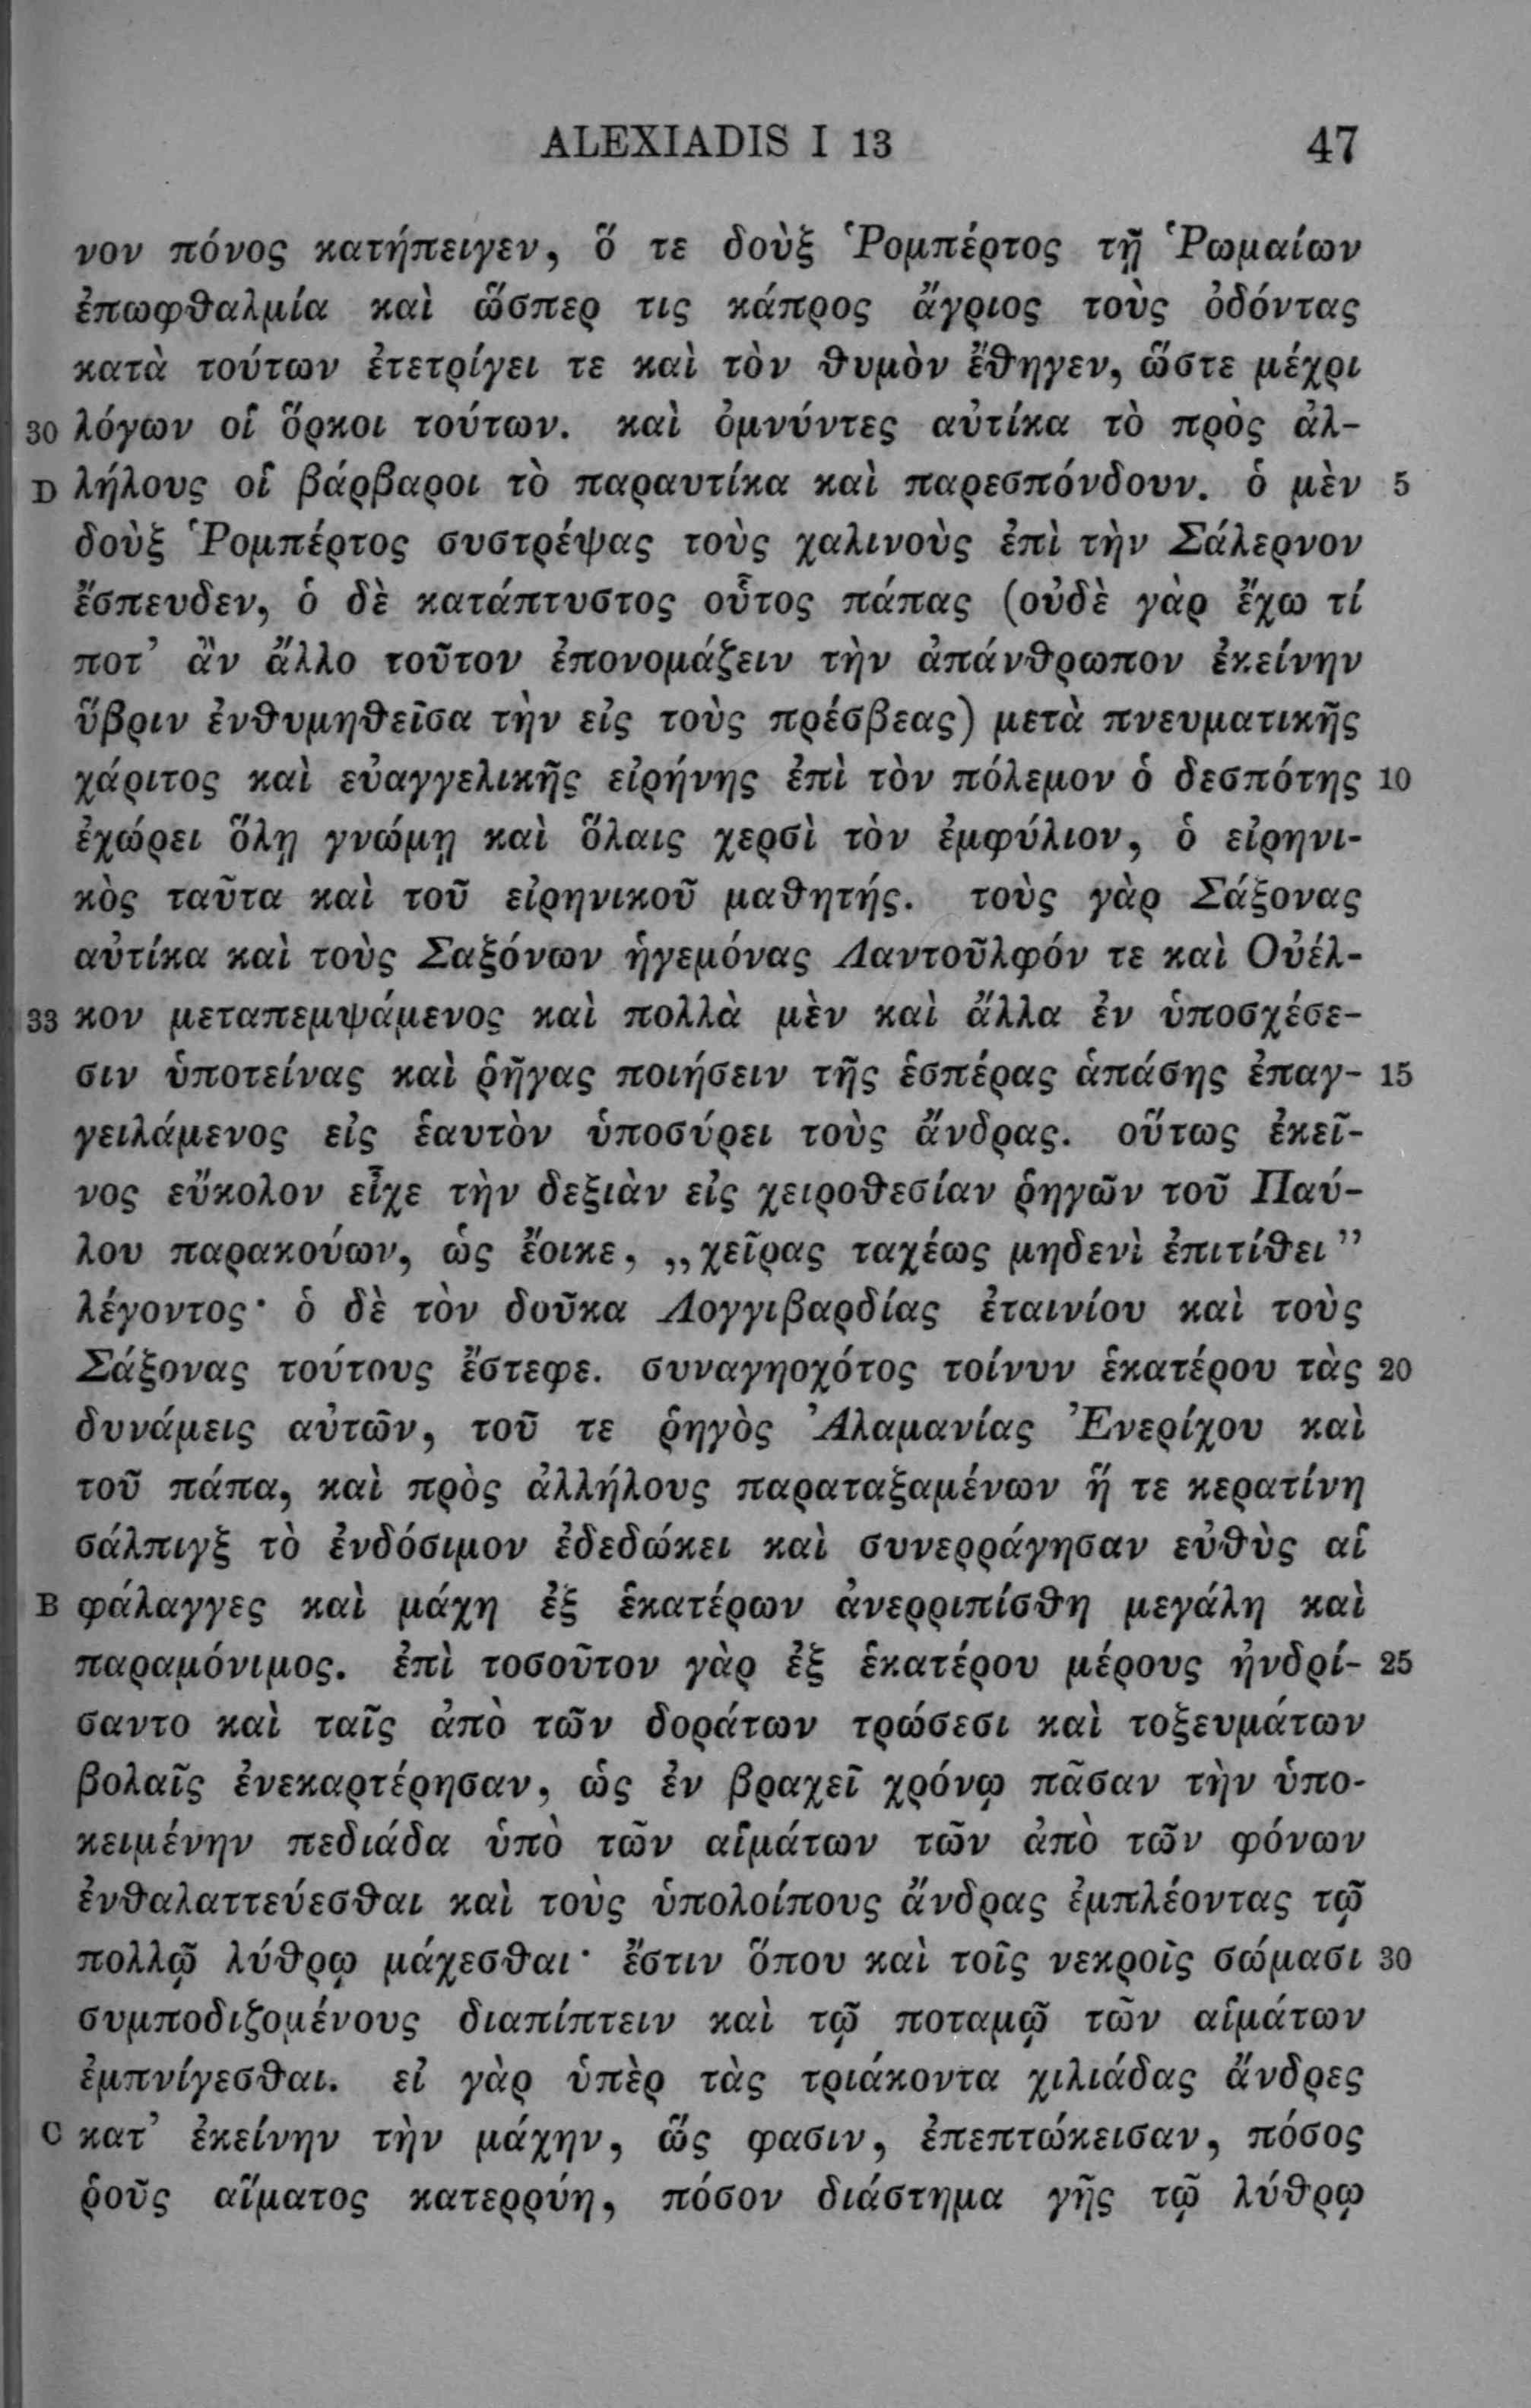 ALEXIADIS I 13 47
νον πόνος κατήπειγεν, ὅ τε δοὺξ Ῥομπέρτος τῇ Ῥωμαίων
ἐπωφθαλμία καὶ ὥσπερ τις κάπρος ἄγριος τοὺς ὀδόντας
κατὰ τούτων ἐτετρίγει τε καὶ τὸν θυμὸν ἔθηγεν, ὥστε μέχρι
30 λόγων οἱ ὅρκοι τούτων. καὶ ὀμνύντες αὐτίκα τὸ πρὸς ἀλ-
D λήλους οἱ βάρβαροι τὸ παραυτίκα καὶ παρεσπόνδουν. ὁ μὲν 5
δοὺξ Ῥομπέρτος συστρέψας τοὺς χαλινοὺς ἐπὶ τὴν Σάλερνον
ἔσπευδεν, ὁ δὲ κατάπτυστος οὗτος πάπας (οὐδὲ γὰρ ἔχω τί
ποτ’ ἂν ἄλλο τοῦτον ἐπονομάζειν τὴν ἀπάνθρωπον ἐκείνην
ὕβριν ἐνθυμηθεῖσα τὴν εἰς τοὺς πρέσβεας) μετὰ πνευματικῆς
χάριτος καὶ εὐαγγελικῆς εἰρήνης ἐπὶ τὸν πόλεμον ὁ δεσπότης 10
ἐχώρει ὅλῃ γνώμῃ καὶ ὅλαις χερσὶ τὸν ἐμφύλιον, ὁ εἰρηνι-
κὸς ταῦτα καὶ τοῦ εἰρηνικοῦ μαθητής. τοὺς γὰρ Σάξονας
αὐτίκα καὶ τοὺς Σαξόνων ἡγεμόνας Λαντοῦλφόν τε καὶ Οὐέλ-
33 κον μεταπεμψάμενος καὶ πολλὰ μὲν καὶ ἄλλα ἐν ὑποσχέσε-
σιν ὑποτείνας καὶ ῥῆγας ποιήσειν τῆς ἑσπέρας ἁπάσης ἐπαγ- 15
γειλάμενος εἰς ἑαυτὸν ὑποσύρει τοὺς ἄνδρας. οὕτως ἐκεῖ-
νος εὔκολον εἶχε τὴν δεξιὰν εἰς χειροθεσίαν ῥηγῶν τοῦ Παύ-
λου παρακούων, ὡς ἔοικε, „χεῖρας ταχέως μηδενὶ ἐπιτίθει”
λέγοντος· ὁ δὲ τὸν δοῦκα Λογγιβαρδίας ἐταινίου καὶ τοὺς
Σάξονας τούτους ἔστεφε. συναγηοχότος τοίνυν ἑκατέρου τὰς 20
δυνάμεις αὐτῶν, τοῦ τε ῥηγὸς Ἀλαμανίας Ἐνερίχου καὶ
τοῦ πάπα, καὶ πρὸς ἀλλήλους παραταξαμένων ἥ τε κερατίνη
σάλπιγξ τὸ ἐνδόσιμον ἐδεδώκει καὶ συνερράγησαν εὐθὺς αἱ
B φάλαγγες καὶ μάχη ἐξ ἑκατέρων ἀνερριπίσθη μεγάλη καὶ
παραμόνιμος. ἐπὶ τοσοῦτον γὰρ ἐξ ἑκατέρου μέρους ἠνδρί- 25
σαντο καὶ ταῖς ἀπὸ τῶν δοράτων τρώσεσι καὶ τοξευμάτων
βολαῖς ἐνεκαρτέρησαν, ὡς ἐν βραχεῖ χρόνῳ πᾶσαν τὴν ὑπο-
κειμένην πεδιάδα ὑπὸ τῶν αἱμάτων τῶν ἀπὸ τῶν φόνων
ἐνθαλαττεύεσθαι καὶ τοὺς ὑπολοίπους ἄνδρας ἐμπλέοντας τῷ
πολλῷ λύθρῳ μάχεσθαι· ἔστιν ὅπου καὶ τοῖς νεκροῖς σώμασι 30
συμποδιζομένους διαπίπτειν καὶ τῷ ποταμῷ τῶν αἱμάτων
ἐμπνίγεσθαι. εἰ γὰρ ὑπὲρ τὰς τριάκοντα χιλιάδας ἄνδρες
C κατ’ ἐκείνην τὴν μάχην, ὥς φασιν, ἐπεπτώκεισαν, πόσος
ῥοῦς αἵματος κατερρύη, πόσον διάστημα γῆς τῷ λύθρῳ